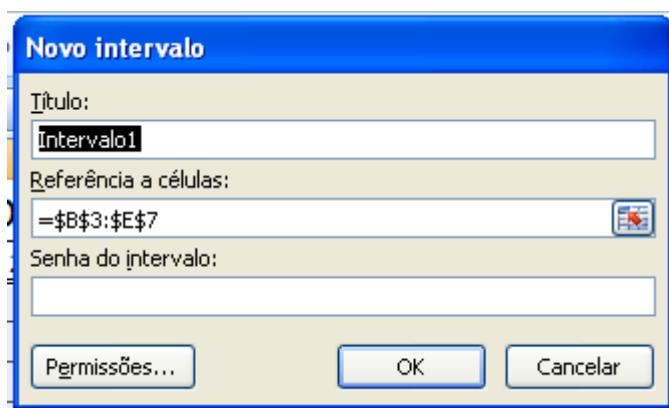 Novo intervalo
Título:
Intervalo1
Referência a células:
=$B$3:$E$7
Senha do intervalo:
Permissões... OK Cancelar